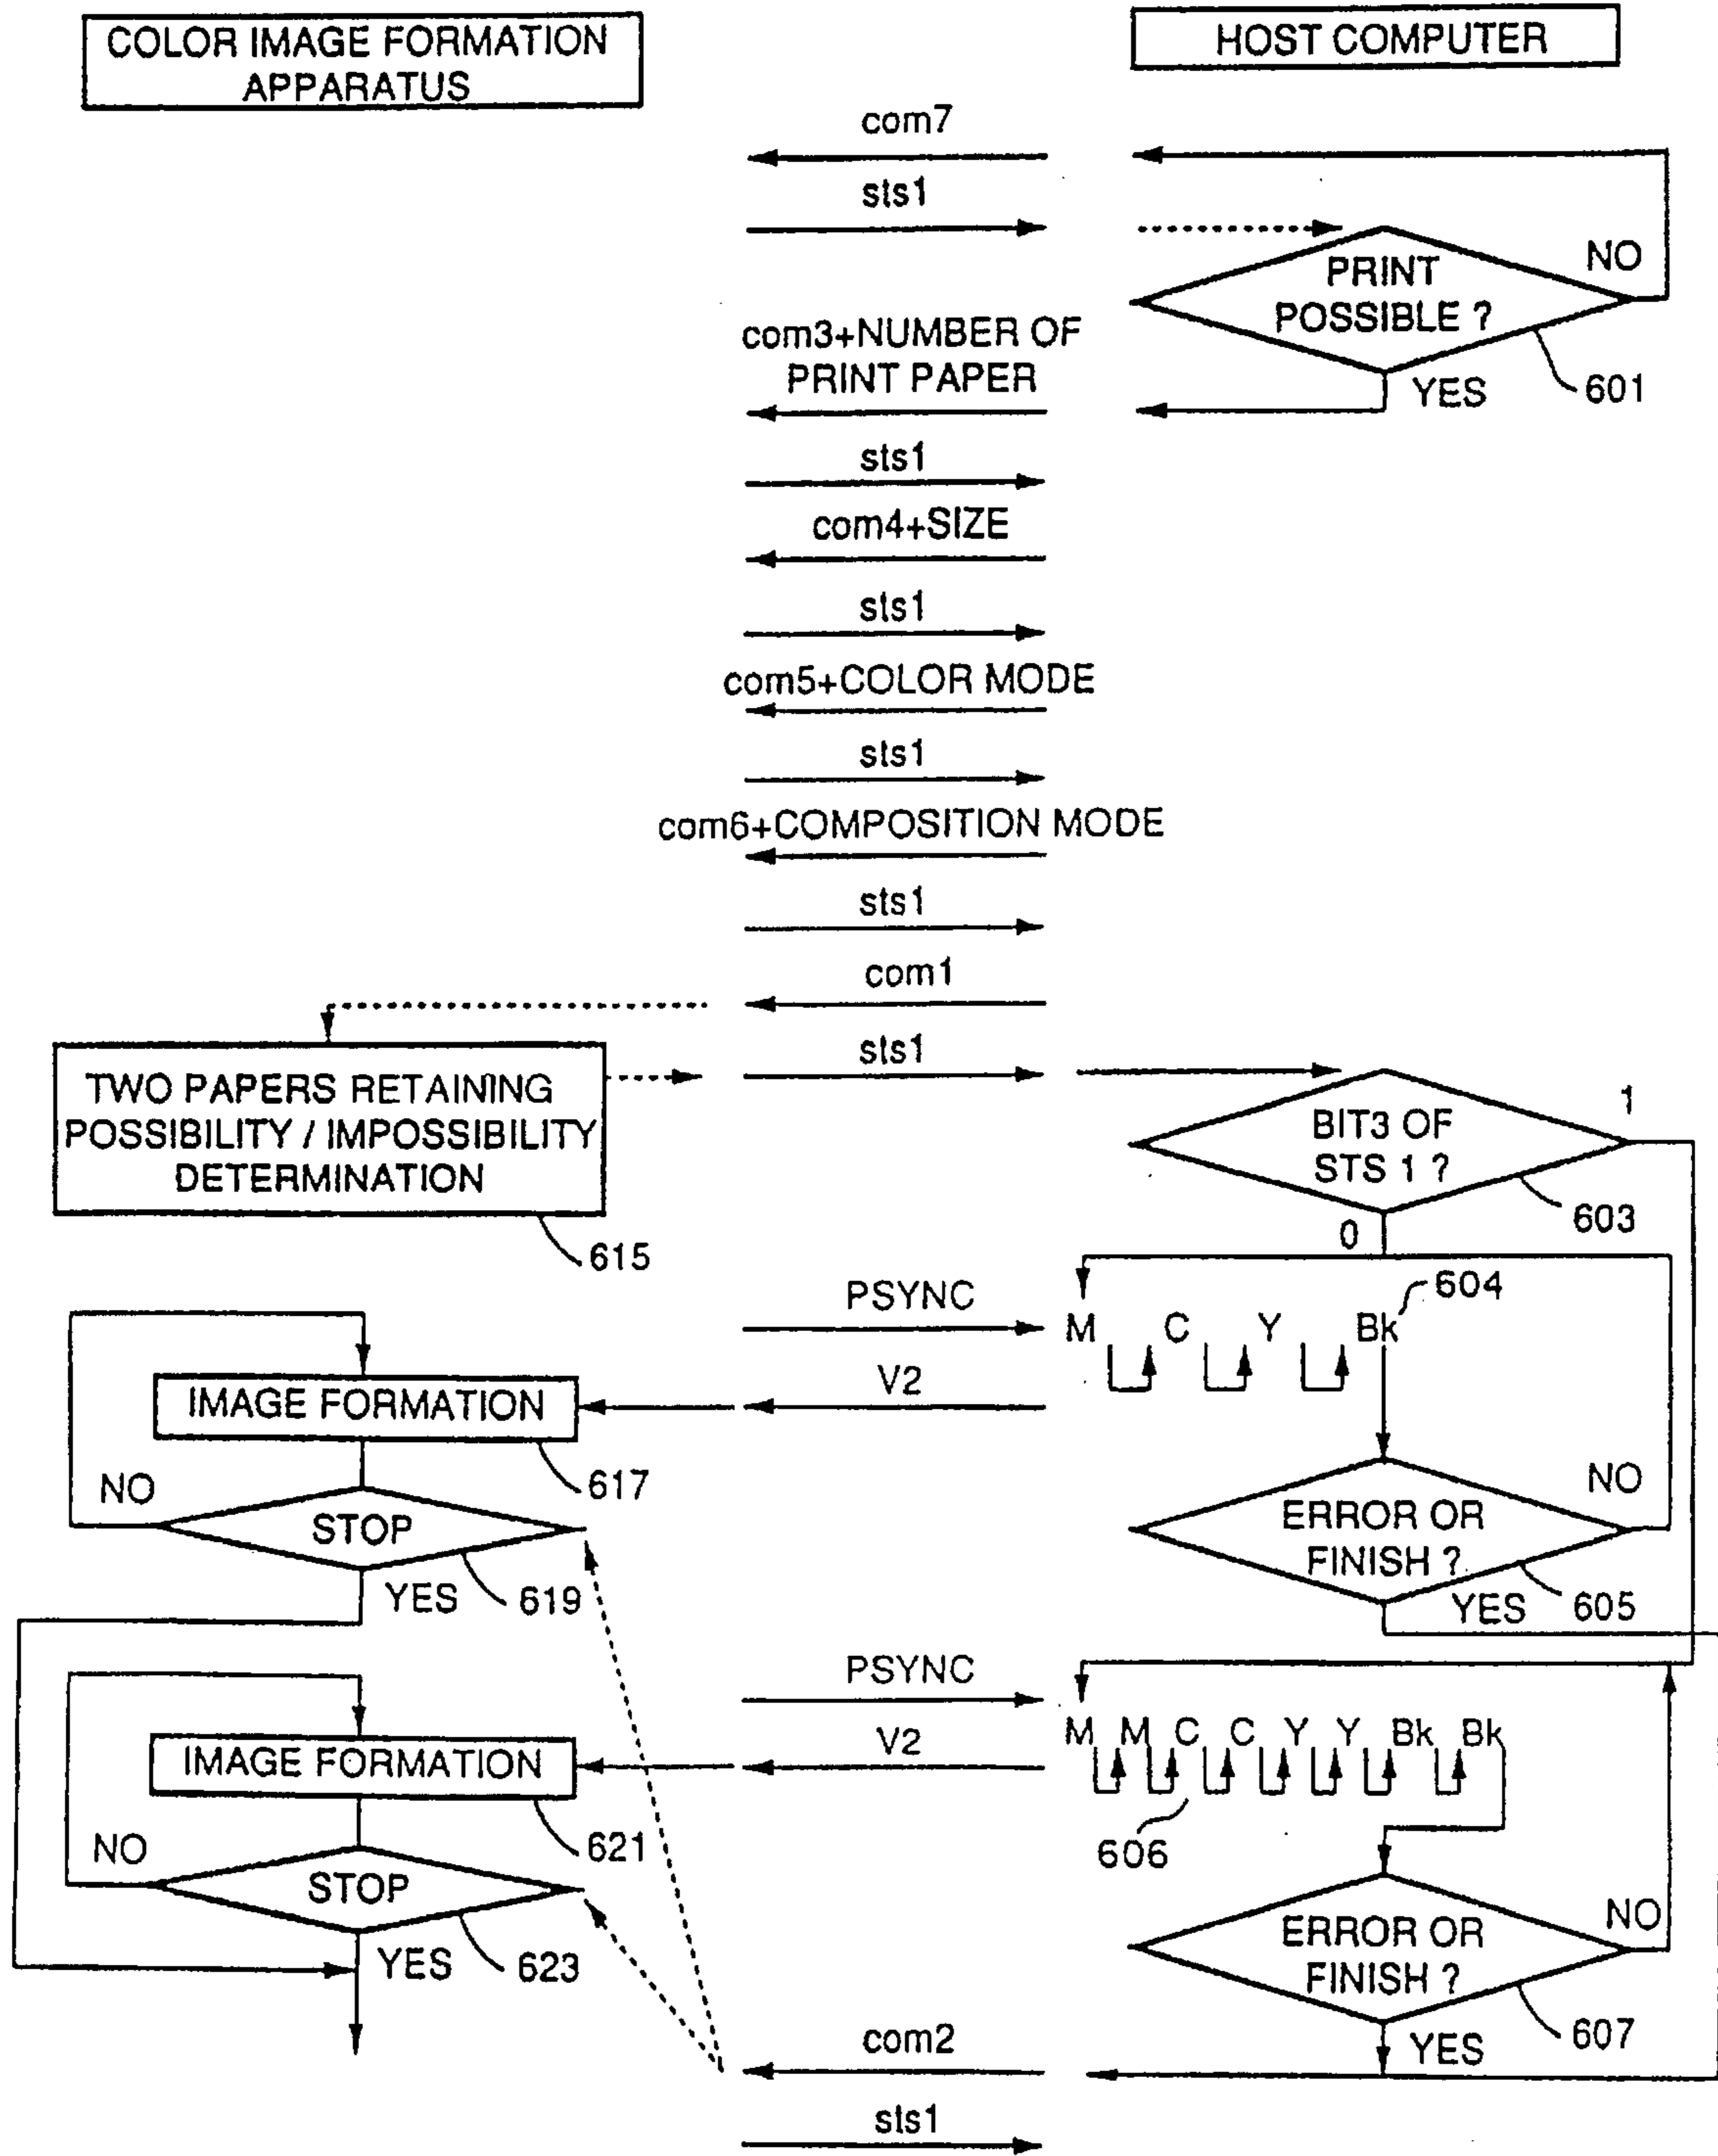 COLOR IMAGE FORMATION
APPARATUS
HOST COMPUTER
com7
sts1
PRINT
POSSIBLE ?
NO
YES
601
com3+NUMBER OF
PRINT PAPER
sts1
com4+SIZE
sts1
com5+COLOR MODE
sts1
com6+COMPOSITION MODE
sts1
com1
sts1
TWO PAPERS RETAINING
POSSIBILITY / IMPOSSIBILITY
DETERMINATION
615
BIT3 OF
STS 1 ?
1
603
0
PSYNC
M C Y Bk
604
V2
IMAGE FORMATION
617
NO
STOP
YES
619
ERROR OR
FINISH ?
NO
YES
605
PSYNC
M M C C Y Y Bk Bk
V2
606
IMAGE FORMATION
621
NO
STOP
YES
623
ERROR OR
FINISH ?
NO
YES
607
com2
sts1